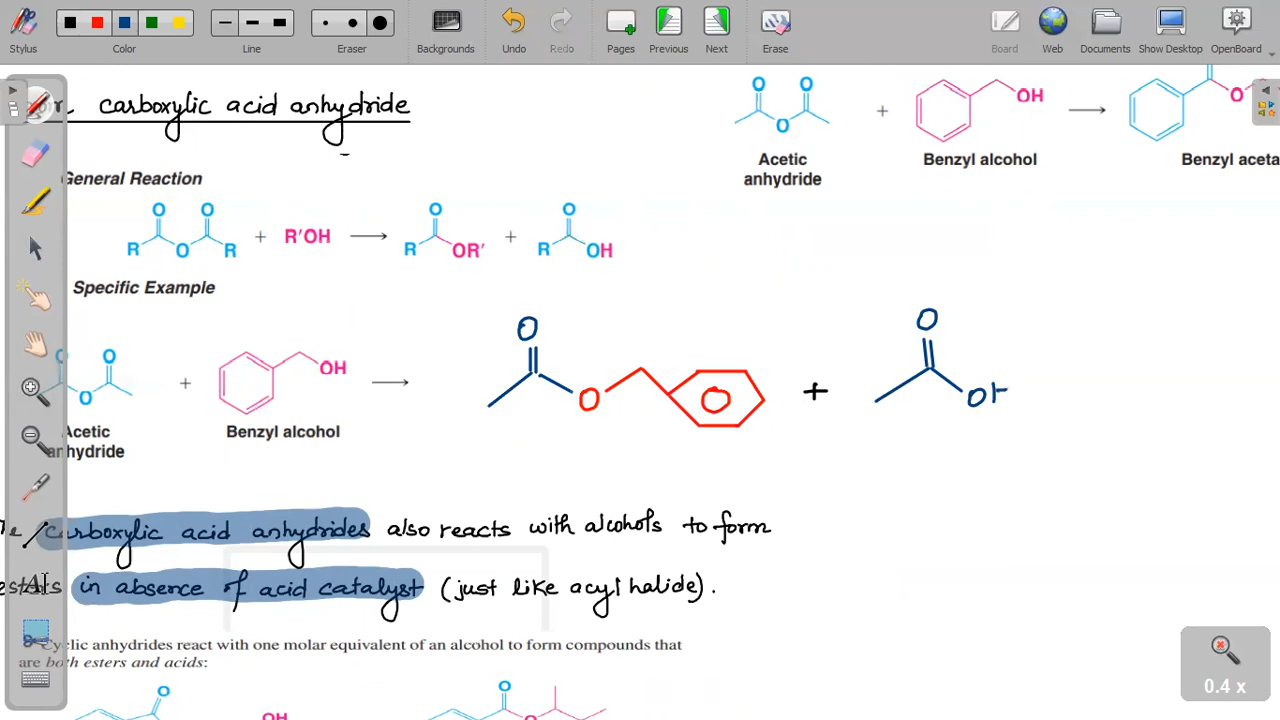 Stylus Color Line Eraser Backgrounds Undo Redo Pages Previous Next Erase Board Web Documents Show Desktop OpenBoard
carboxylic acid anhydride
O O
O + OH → O
Acetic anhydride Benzyl alcohol Benzyl aceta
General Reaction
O O O O
R O R + R'OH → R OR' + R OH
Specific Example
O O
O + OH →
O O
O O + OH
Acetic anhydride Benzyl alcohol
carboxylic acid anhydrides also reacts with alcohols to form
in absence of acid catalyst (just like acyl halide).
Cyclic anhydrides react with one molar equivalent of an alcohol to form compounds that
are both esters and acids:
O O
OH O
0.4 x